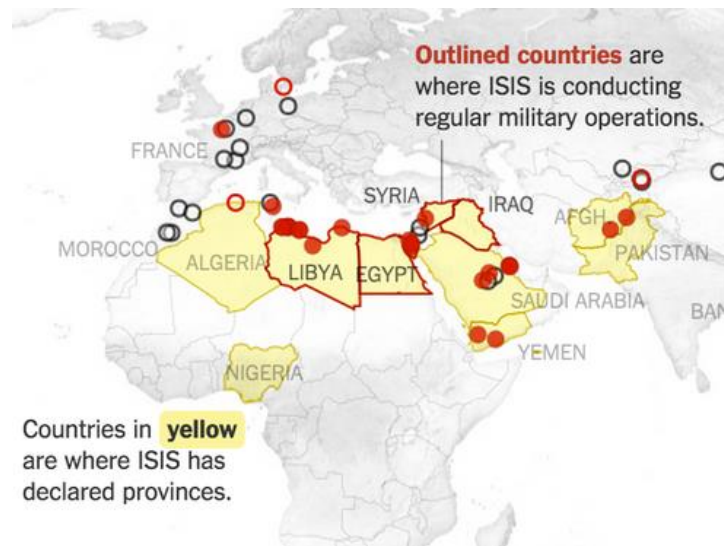 Outlined countries are
where ISIS is conducting
regular military operations.
FRANCE
SYRIA
IRAQ
AFGH
MOROCCO
ALGERIA
LIBYA
EGYPT
PAKISTAN
SAUDI ARABIA
BAN
YEMEN
NIGERIA
Countries in yellow
are where ISIS has
declared provinces.